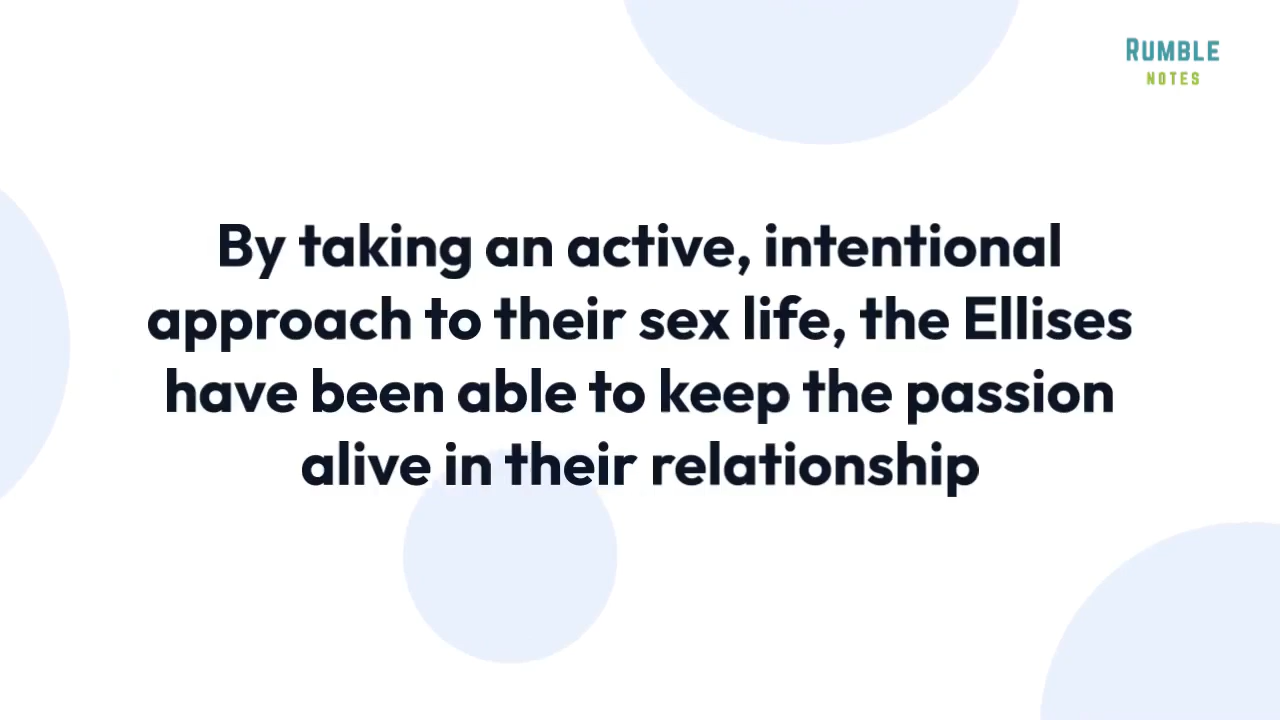 RUMBLE
NOTES
By taking an active, intentional
approach to their sex life, the Ellises
have been able to keep the passion
alive in their relationship